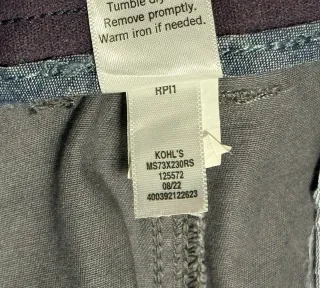 Tumble dry
Remove promptly.
Warm iron if needed.
RPI1
KOHL'S
MS73X230RS
125572
08/22
400392122623